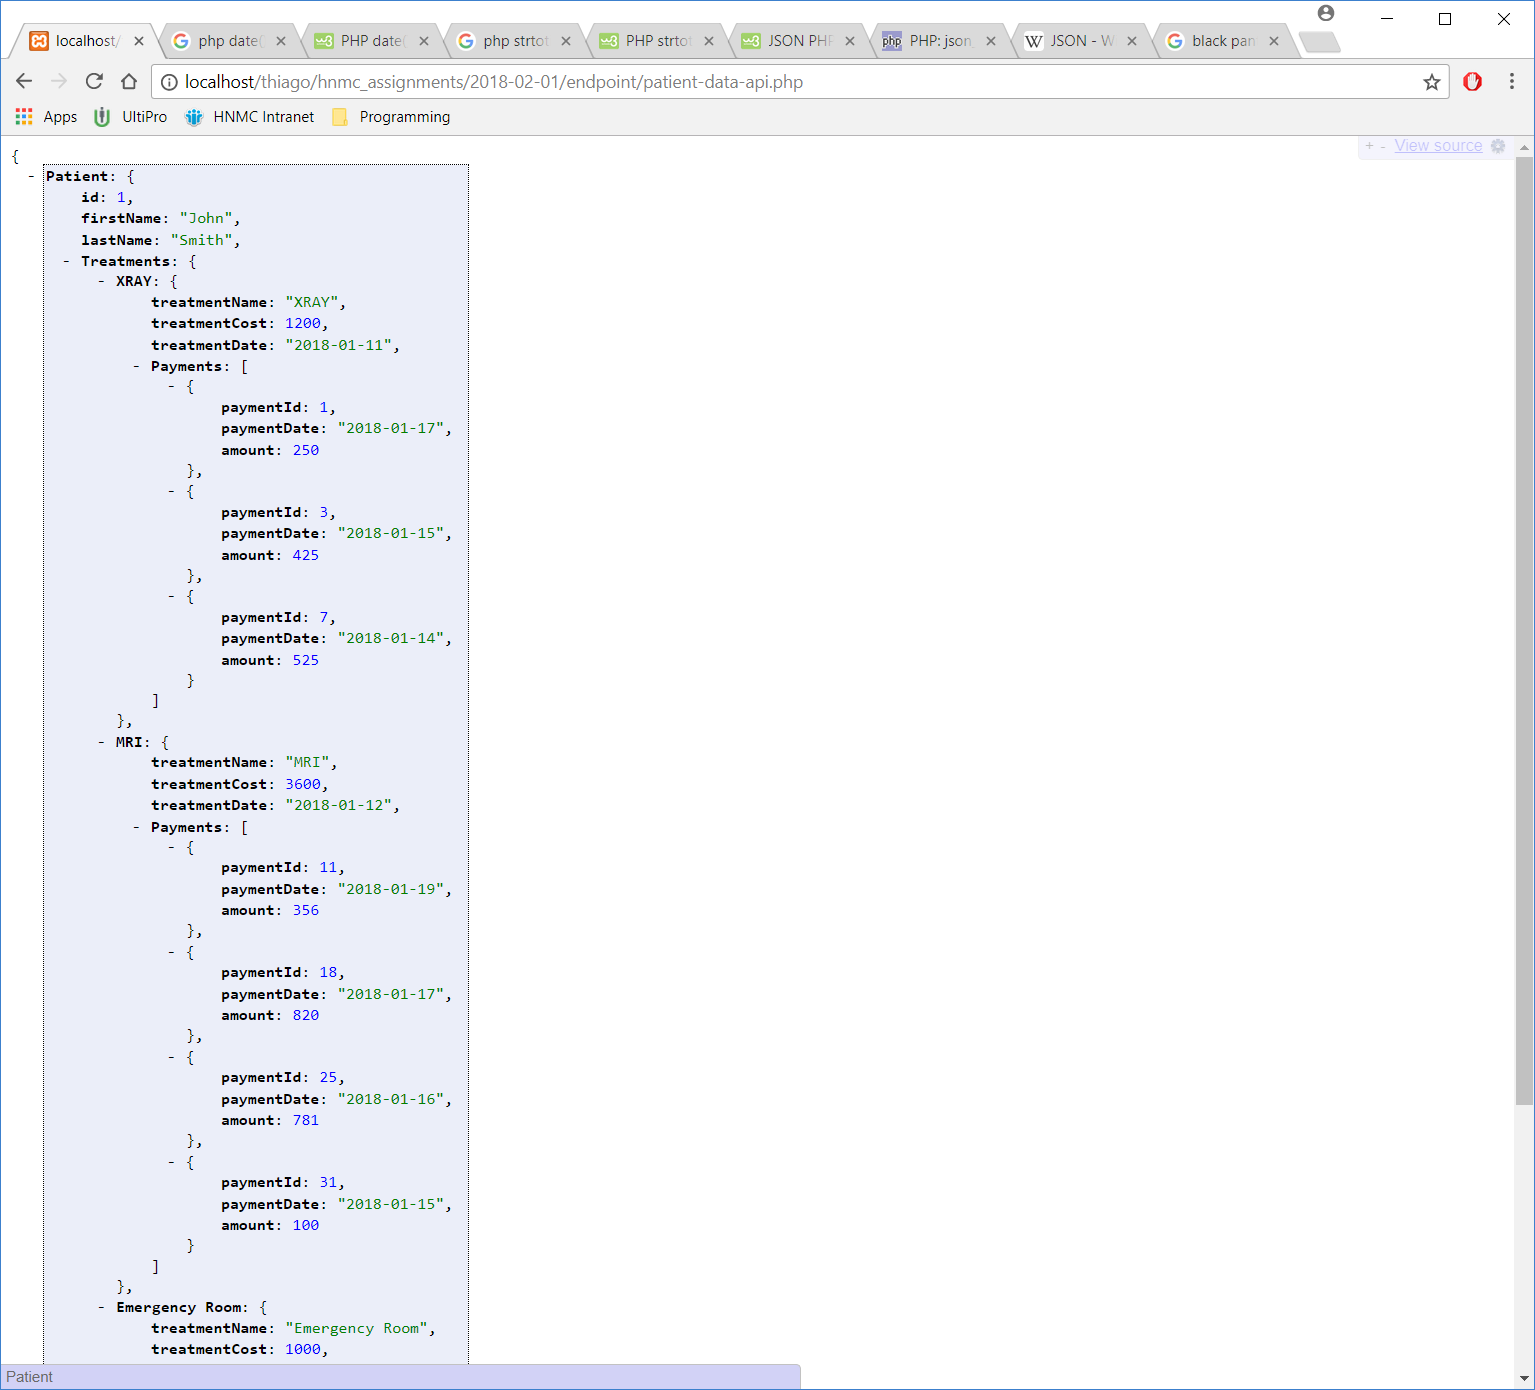 localhost/
php date(
PHP date(
php strtot
PHP strtot
JSON PHP
PHP: json_
JSON - W
black pan
localhost/thiago/hnmc_assignments/2018-02-01/endpoint/patient-data-api.php
Apps UltiPro HNMC Intranet Programming
+ - View source
{
- Patient: {
id: 1,
firstName: "John",
lastName: "Smith",
- Treatments: {
- XRAY: {
treatmentName: "XRAY",
treatmentCost: 1200,
treatmentDate: "2018-01-11",
- Payments: [
- {
paymentId: 1,
paymentDate: "2018-01-17",
amount: 250
},
- {
paymentId: 3,
paymentDate: "2018-01-15",
amount: 425
},
- {
paymentId: 7,
paymentDate: "2018-01-14",
amount: 525
}
]
},
- MRI: {
treatmentName: "MRI",
treatmentCost: 3600,
treatmentDate: "2018-01-12",
- Payments: [
- {
paymentId: 11,
paymentDate: "2018-01-19",
amount: 356
},
- {
paymentId: 18,
paymentDate: "2018-01-17",
amount: 820
},
- {
paymentId: 25,
paymentDate: "2018-01-16",
amount: 781
},
- {
paymentId: 31,
paymentDate: "2018-01-15",
amount: 100
}
]
},
- Emergency Room: {
treatmentName: "Emergency Room",
treatmentCost: 1000,
Patient